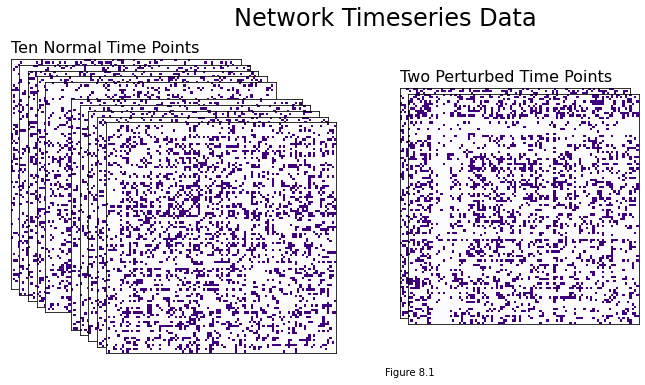 Network Timeseries Data
Ten Normal Time Points
Two Perturbed Time Points
Figure 8.1